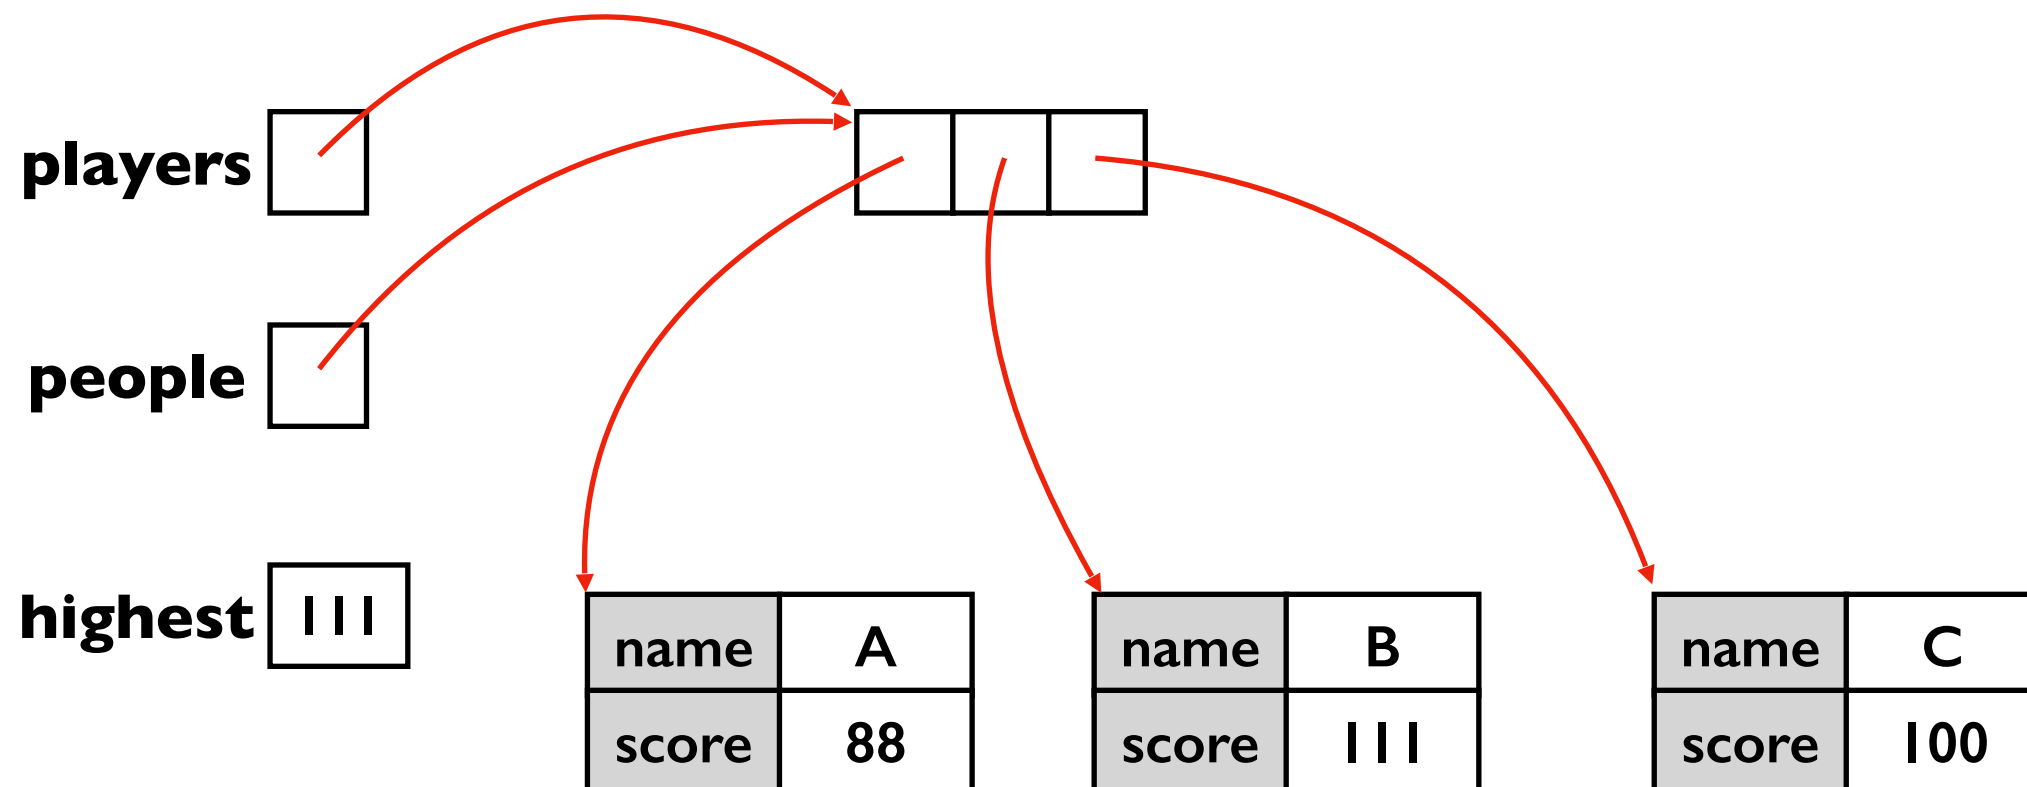 players
people
highest 111
name A
score 88
name B
score 111
name C
score 100